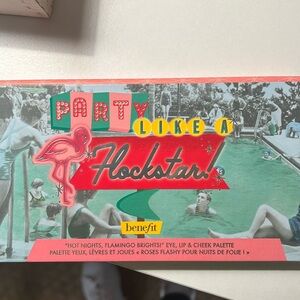 PARTY
LIKE A
Flockstar!
benefit
"HOT NIGHTS, FLAMINGO BRIGHTS!" EYE, LIP & CHEEK PALETTE
PALETTE YEUX, LÈVRES ET JOUES « ROSES FLASHY POUR NUITS DE FOLIE ! »